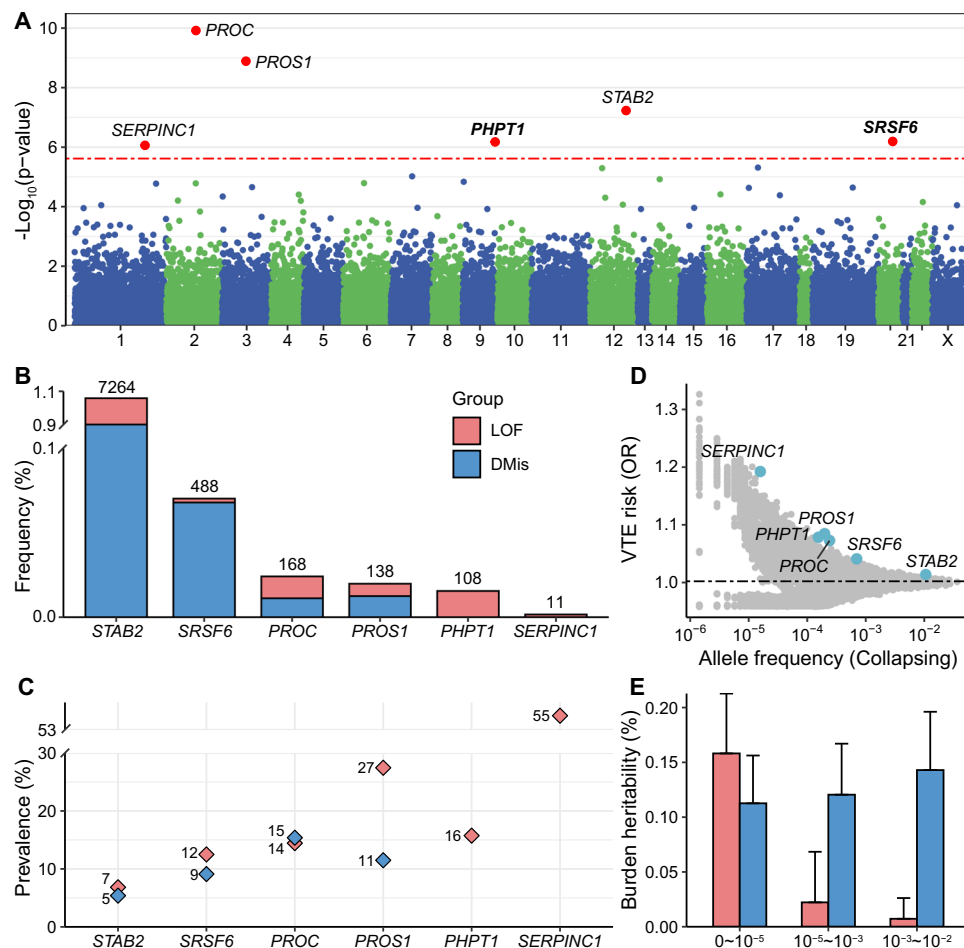 A
-Log10(p−value)
10
8
6
4
2
0
PROC
PROS1
STAB2
SERPINC1
PHPT1
SRSF6
1 2 3 4 5 6 7 8 9 10 11 12 13 14 15 16 17 18 19 21 X
B
Frequency (%)
1.1
0.9
0.1
0.0
7264
488
168
138
108
11
Group
LOF
DMis
STAB2 SRSF6 PROC PROS1 PHPT1 SERPINC1
C
Prevalence (%)
53
30
20
10
0
7
5
12
9
15
14
27
11
16
55
STAB2 SRSF6 PROC PROS1 PHPT1 SERPINC1
D
VTE risk (OR)
1.3
1.2
1.1
1.0
SERPINC1
PROS1
PHPT1
PROC
SRSF6
STAB2
10−6 10−5 10−4 10−3 10−2
Allele frequency (Collapsing)
E
Burden heritability (%)
0.20
0.15
0.10
0.05
0.00
0~10−5 10−5~10−3 10−3~10−2